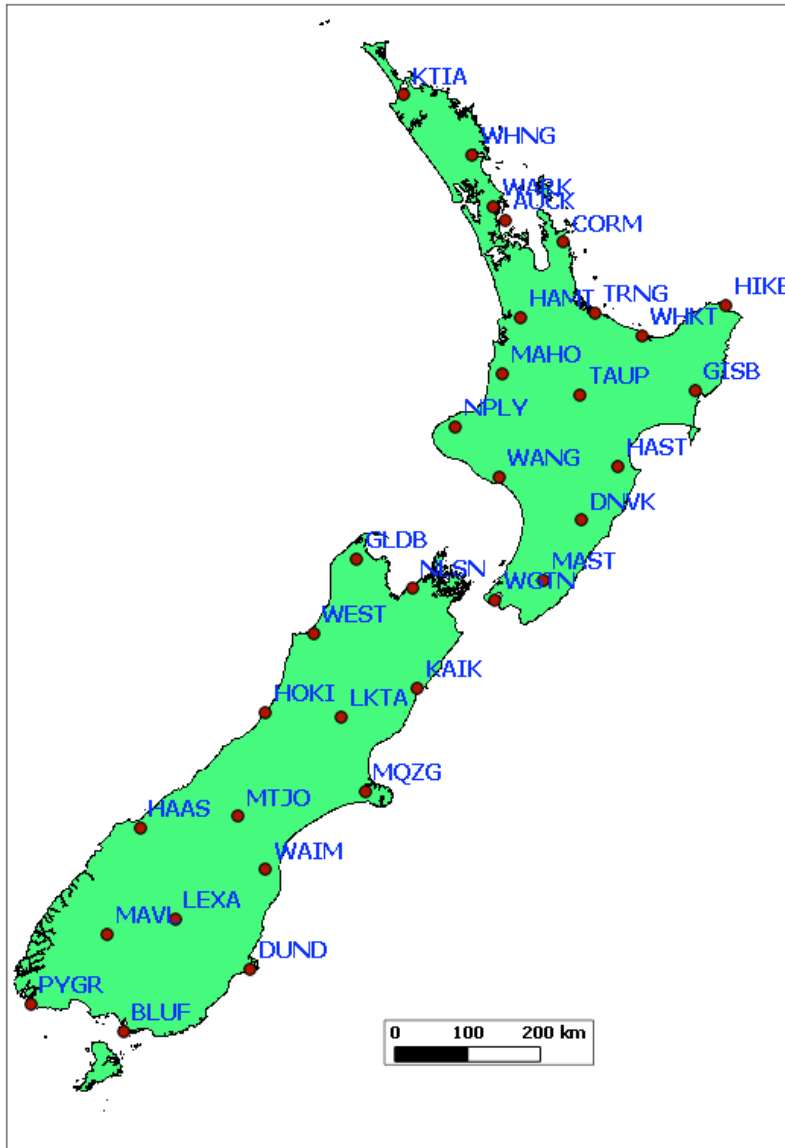 KTIA
WHNG
WARK
AUCK
CORM
HIKB
TRNG
HAMT
WHKT
MAHO
GISB
TAUP
NPLY
HAST
WANG
DNVK
GLDB
MAST
NLSN
WGTN
WEST
KAIK
HOKI
LKTA
MQZG
MTJO
HAAS
WAIM
LEXA
MAVL
DUND
PYGR
BLUF
0 100 200 km